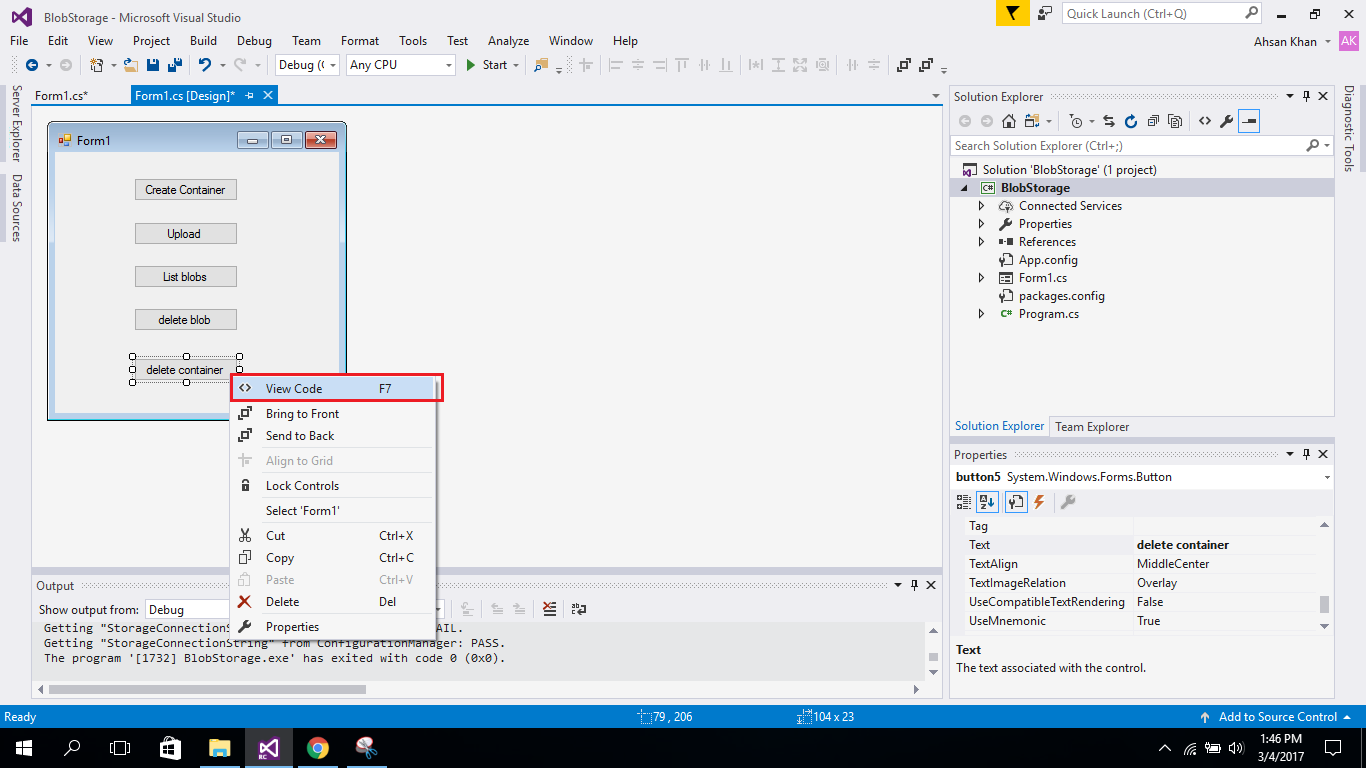 BlobStorage - Microsoft Visual Studio
Quick Launch (Ctrl+Q)
File Edit View Project Build Debug Team Format Tools Test Analyze Window Help
Ahsan Khan AK
Debug (
Any CPU
Start
Server Explorer
Data Sources
Form1.cs*
Form1.cs [Design]*
Form1
Create Container
Upload
List blobs
delete blob
delete container
View Code F7
Bring to Front
Send to Back
Align to Grid
Lock Controls
Select 'Form1'
Cut Ctrl+X
Copy Ctrl+C
Paste Ctrl+V
Delete Del
Properties
Output
Show output from: Debug
Getting "StorageConnectionS AIL.
Getting "StorageConnectionString" from ConfigurationManager: PASS.
The program '[1732] BlobStorage.exe' has exited with code 0 (0x0).
Solution Explorer
Search Solution Explorer (Ctrl+;)
Solution 'BlobStorage' (1 project)
C# BlobStorage
Connected Services
Properties
References
App.config
Form1.cs
packages.config
C# Program.cs
Solution Explorer Team Explorer
Diagnostic Tools
Properties
button5 System.Windows.Forms.Button
Tag
Text delete container
TextAlign MiddleCenter
TextImageRelation Overlay
UseCompatibleTextRendering False
UseMnemonic True
Text
The text associated with the control.
Ready
79 , 206
104 x 23
Add to Source Control
RC
1:46 PM
3/4/2017